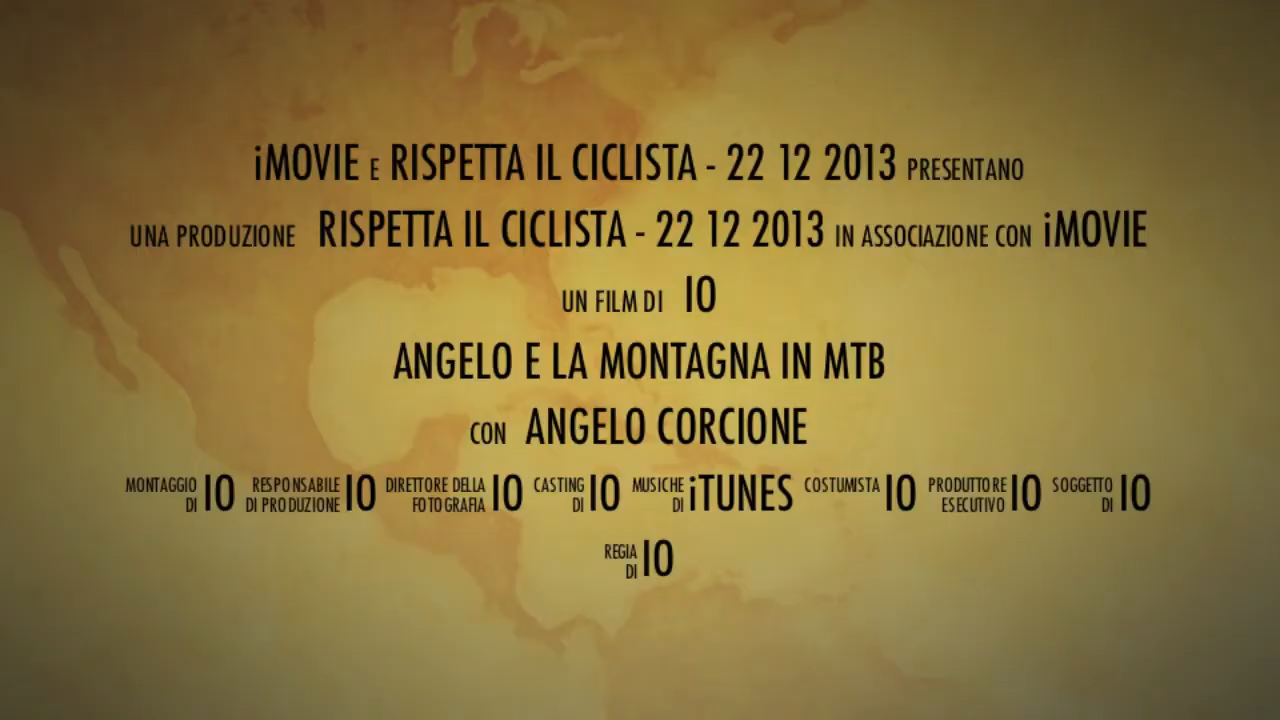 iMOVIE E RISPETTA IL CICLISTA - 22 12 2013 PRESENTANO
UNA PRODUZIONE RISPETTA IL CICLISTA - 22 12 2013 IN ASSOCIAZIONE CON iMOVIE
UN FILM DI IO
ANGELO E LA MONTAGNA IN MTB
CON ANGELO CORCIONE
MONTAGGIO DI IO RESPONSABILE DI PRODUZIONE IO DIRETTORE DELLA FOTOGRAFIA IO CASTING DI IO MUSICHE DI iTUNES COSTUMISTA IO PRODUTTORE ESECUTIVO IO SOGGETTO DI IO
REGIA DI IO